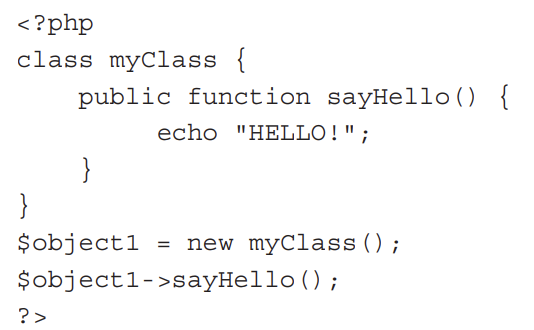 <?php
class myClass {
    public function sayHello() {
         echo "HELLO!";
    }
}
$object1 = new myClass();
$object1->sayHello();
?>